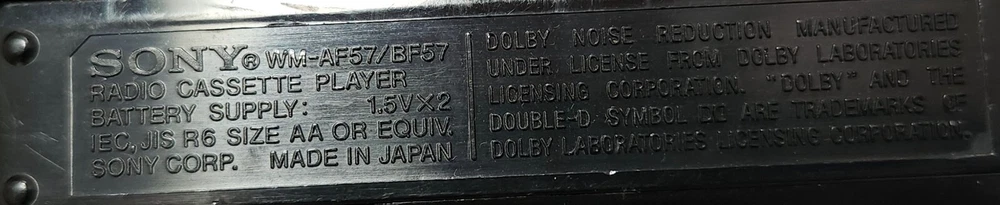 SONY® WM-AF57/BF57
RADIO CASSETTE PLAYER
BATTERY SUPPLY: 1.5V×2
IEC, JIS R6 SIZE AA OR EQUIV.
SONY CORP. MADE IN JAPAN
DOLBY NOISE REDUCTION MANUFACTURED
UNDER LICENSE FROM DOLBY LABORATORIES
LICENSING CORPORATION. "DOLBY" AND THE
DOUBLE-D SYMBOL DD ARE TRADEMARKS OF
DOLBY LABORATORIES LICENSING CORPORATION.